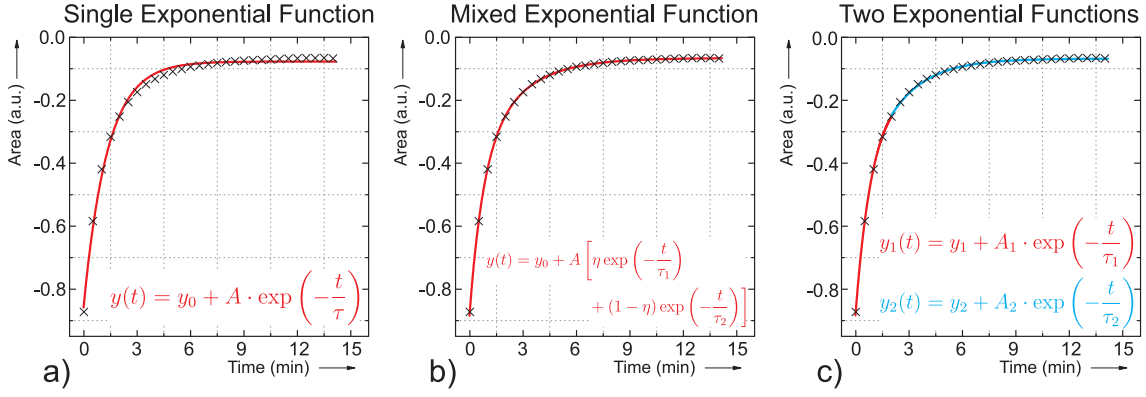 Single Exponential Function
0.0
-0.2
-0.4
-0.6
-0.8
Area (a.u.)
y(t) = y₀ + A · exp(−t/τ)
0 3 6 9 12 15
Time (min)
a)
Mixed Exponential Function
0.0
-0.2
-0.4
-0.6
-0.8
Area (a.u.)
y(t) = y₀ + A[η exp(−t/τ₁)
+ (1 − η) exp(−t/τ₂)]
0 3 6 9 12 15
Time (min)
b)
Two Exponential Functions
0.0
-0.2
-0.4
-0.6
-0.8
Area (a.u.)
y₁(t) = y₁ + A₁ · exp(−t/τ₁)
y₂(t) = y₂ + A₂ · exp(−t/τ₂)
0 3 6 9 12 15
Time (min)
c)